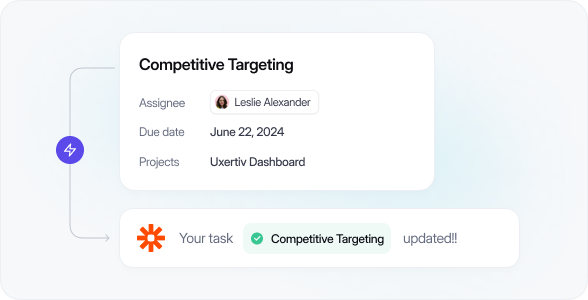 Competitive Targeting
Assignee Leslie Alexander
Due date June 22, 2024
Projects Uxertiv Dashboard
Your task Competitive Targeting updated!!